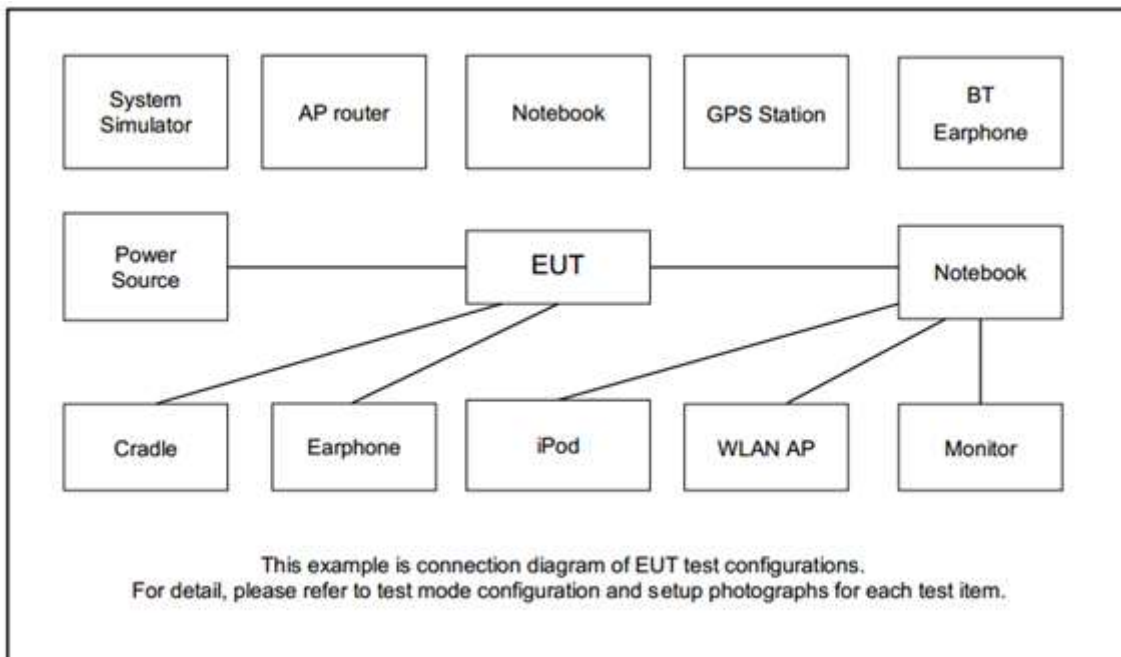 System
Simulator
AP router
Notebook
GPS Station
BT
Earphone
Power
Source
EUT
Notebook
Cradle
Earphone
iPod
WLAN AP
Monitor
This example is connection diagram of EUT test configurations.
For detail, please refer to test mode configuration and setup photographs for each test item.